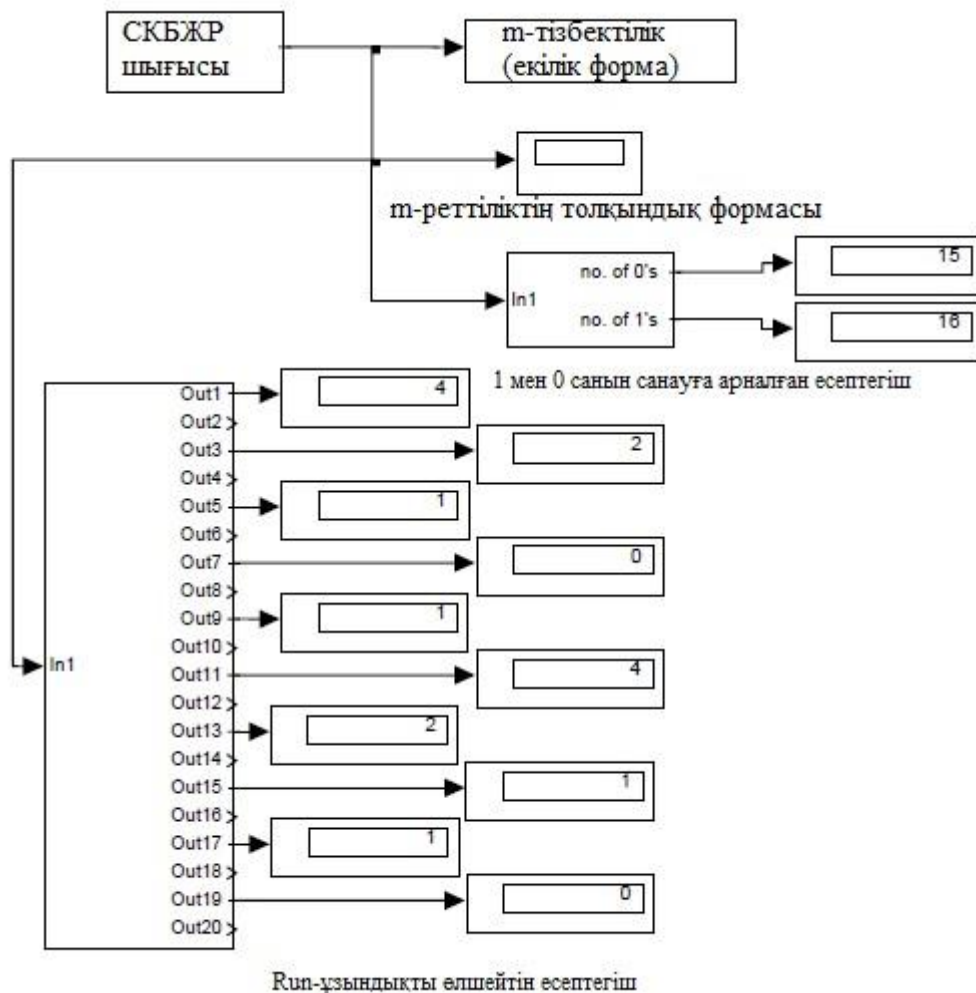 СКБЖР
шығысы
m-тізбектілік
(екілік форма)
m-реттіліктің толқындық формасы
In1
no. of 0's
no. of 1's
15
16
1 мен 0 санын санауға арналған есептегіш
In1
Out1
Out2
Out3
Out4
Out5
Out6
Out7
Out8
Out9
Out10
Out11
Out12
Out13
Out14
Out15
Out16
Out17
Out18
Out19
Out20
4
2
1
0
1
4
2
1
1
0
Run-ұзындықты өлшейтін есептегіш